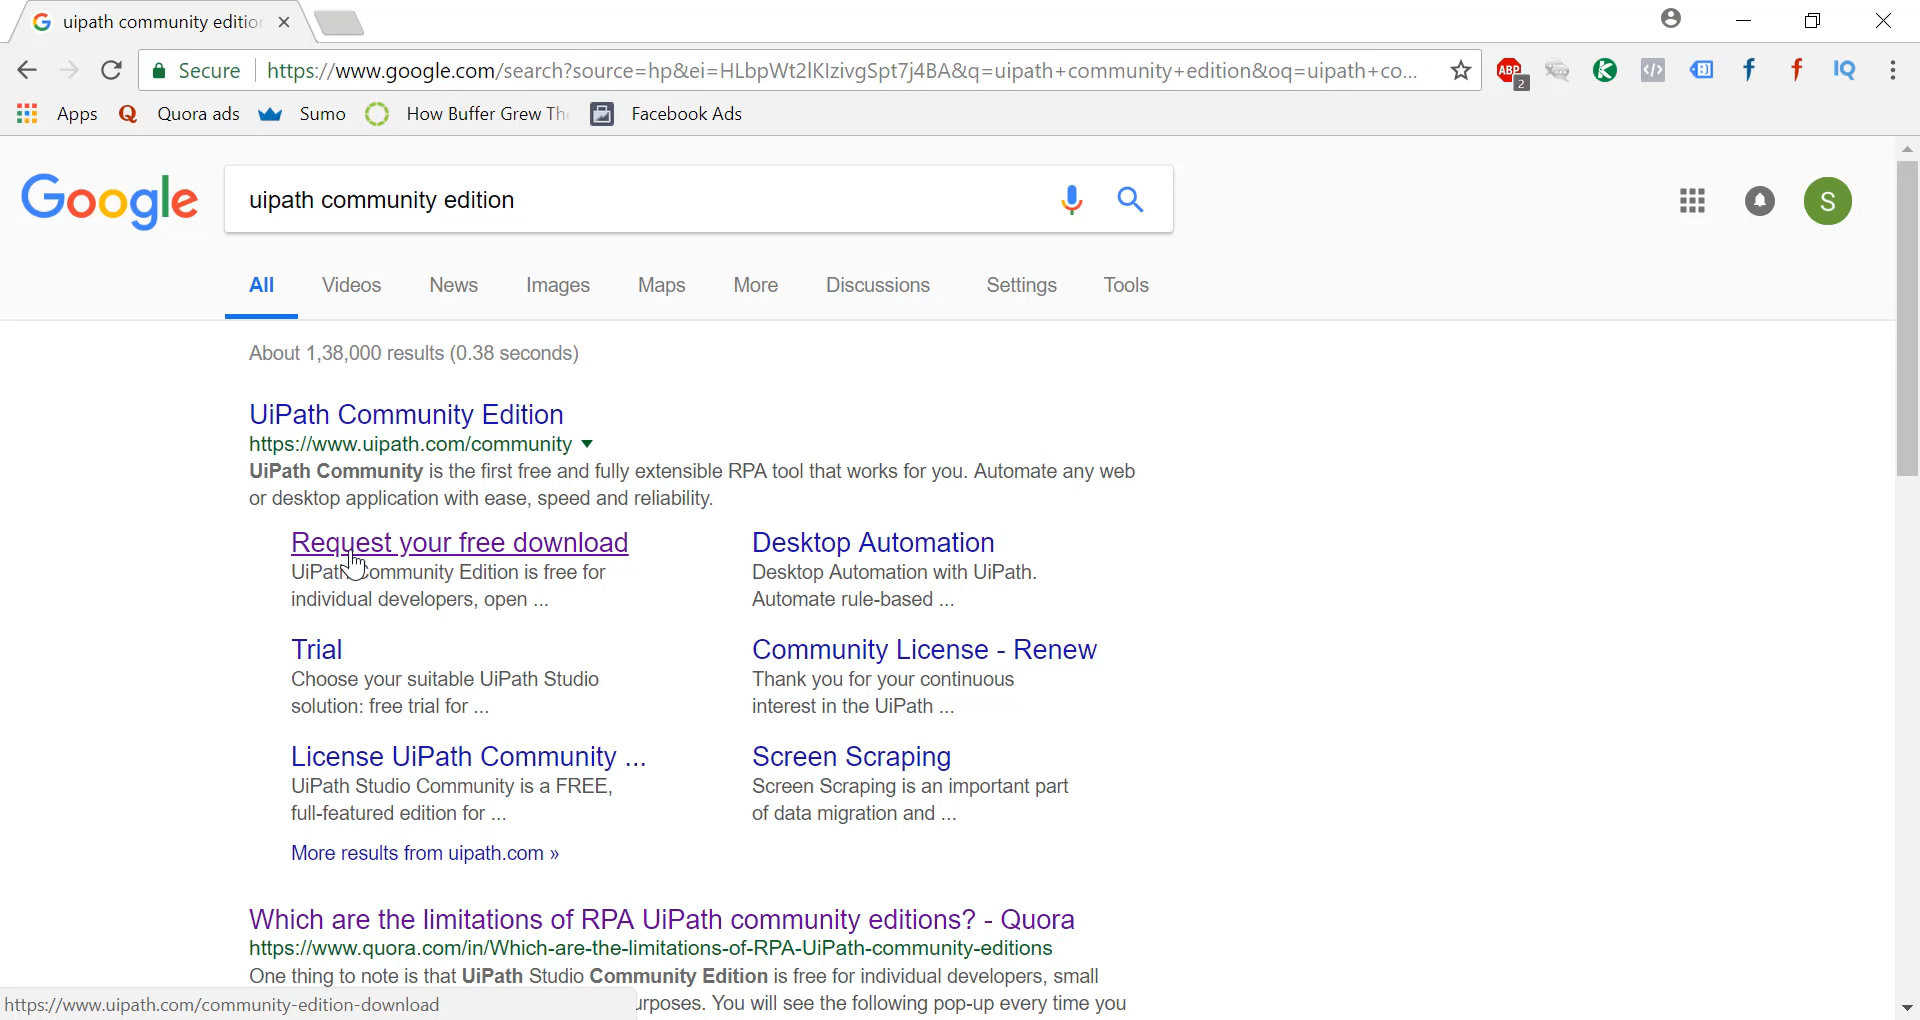 uipath community edition
Secure https://www.google.com/search?source=hp&ei=HLbpWt2lKIzivgSpt7j4BA&q=uipath+community+edition&oq=uipath+co...
ABP
2
IQ
Apps Quora ads Sumo How Buffer Grew The Facebook Ads
Google
uipath community edition
S
All Videos News Images Maps More Discussions Settings Tools
About 1,38,000 results (0.38 seconds)
UiPath Community Edition
https://www.uipath.com/community
UiPath Community is the first free and fully extensible RPA tool that works for you. Automate any web
or desktop application with ease, speed and reliability.
Request your free download
UiPath Community Edition is free for
individual developers, open ...
Desktop Automation
Desktop Automation with UiPath.
Automate rule-based ...
Trial
Choose your suitable UiPath Studio
solution: free trial for ...
Community License - Renew
Thank you for your continuous
interest in the UiPath ...
License UiPath Community ...
UiPath Studio Community is a FREE,
full-featured edition for ...
Screen Scraping
Screen Scraping is an important part
of data migration and ...
More results from uipath.com »
Which are the limitations of RPA UiPath community editions? - Quora
https://www.quora.com/in/Which-are-the-limitations-of-RPA-UiPath-community-editions
One thing to note is that UiPath Studio Community Edition is free for individual developers, small
urposes. You will see the following pop-up every time you
https://www.uipath.com/community-edition-download